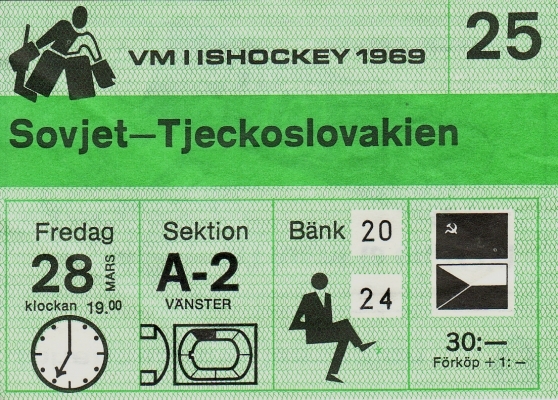 VM I ISHOCKEY 1969
25
Sovjet—Tjeckoslovakien
Fredag
28 MARS
klockan 19.00
Sektion
A-2
VÄNSTER
Bänk 20
24
30:—
Förköp + 1:—